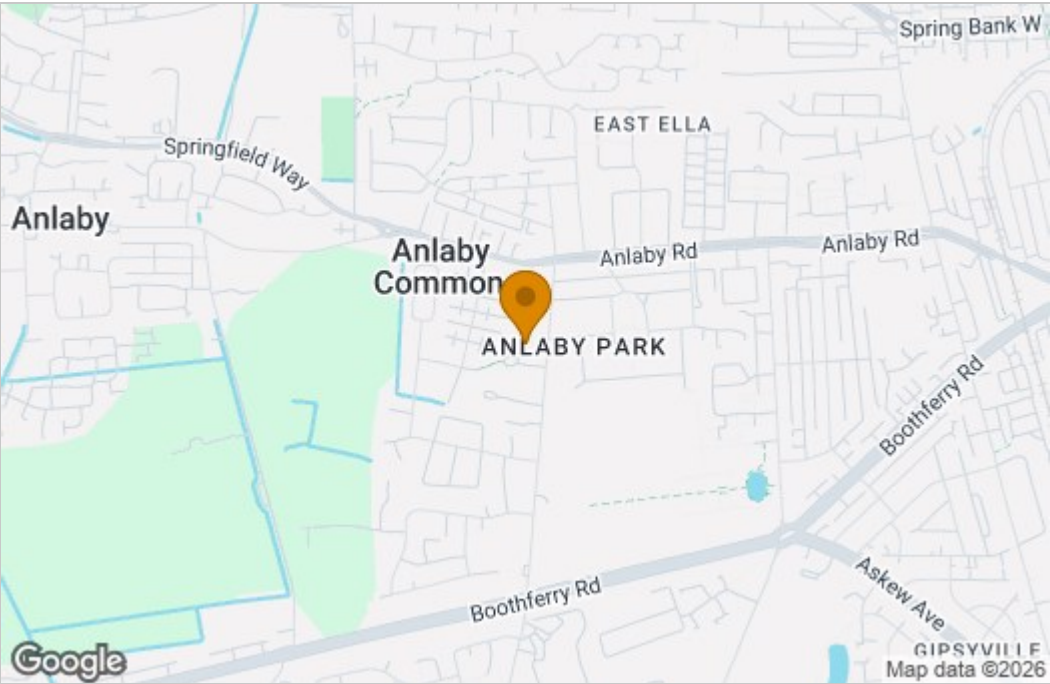 Spring Bank W
EAST ELLA
Springfield Way
Anlaby
Anlaby
Common
Anlaby Rd
Anlaby Rd
ANLABY PARK
Boothferry Rd
Boothferry Rd
Askew Ave
GIPSYVILLE
Google
Map data ©2026